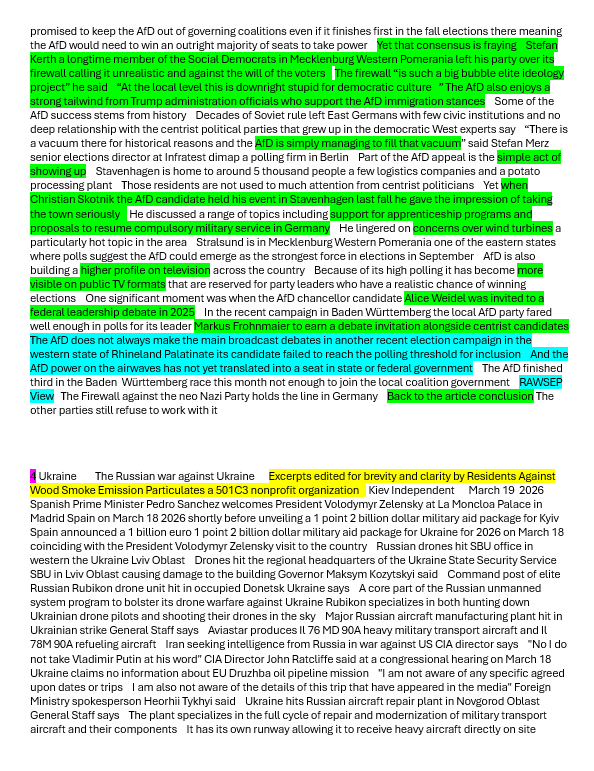 promised to keep the AfD out of governing coalitions even if it finishes first in the fall elections there meaning
the AfD would need to win an outright majority of seats to take power Yet that consensus is fraying Stefan
Kerth a longtime member of the Social Democrats in Mecklenburg Western Pomerania left his party over its
firewall calling it unrealistic and against the will of the voters The firewall “is such a big bubble elite ideology
project” he said “At the local level this is downright stupid for democratic culture ” The AfD also enjoys a
strong tailwind from Trump administration officials who support the AfD immigration stances Some of the
AfD success stems from history Decades of Soviet rule left East Germans with few civic institutions and no
deep relationship with the centrist political parties that grew up in the democratic West experts say “There is
a vacuum there for historical reasons and the AfD is simply managing to fill that vacuum” said Stefan Merz
senior elections director at Infratest dimap a polling firm in Berlin Part of the AfD appeal is the simple act of
showing up Stavenhagen is home to around 5 thousand people a few logistics companies and a potato
processing plant Those residents are not used to much attention from centrist politicians Yet when
Christian Skotnik the AfD candidate held his event in Stavenhagen last fall he gave the impression of taking
the town seriously He discussed a range of topics including support for apprenticeship programs and
proposals to resume compulsory military service in Germany He lingered on concerns over wind turbines a
particularly hot topic in the area Stralsund is in Mecklenburg Western Pomerania one of the eastern states
where polls suggest the AfD could emerge as the strongest force in elections in September AfD is also
building a higher profile on television across the country Because of its high polling it has become more
visible on public TV formats that are reserved for party leaders who have a realistic chance of winning
elections One significant moment was when the AfD chancellor candidate Alice Weidel was invited to a
federal leadership debate in 2025 In the recent campaign in Baden Württemberg the local AfD party fared
well enough in polls for its leader Markus Frohnmaier to earn a debate invitation alongside centrist candidates
The AfD does not always make the main broadcast debates in another recent election campaign in the
western state of Rhineland Palatinate its candidate failed to reach the polling threshold for inclusion And the
AfD power on the airwaves has not yet translated into a seat in state or federal government The AfD finished
third in the Baden Württemberg race this month not enough to join the local coalition government RAWSEP
View The Firewall against the neo Nazi Party holds the line in Germany Back to the article conclusion The
other parties still refuse to work with it
4 Ukraine The Russian war against Ukraine Excerpts edited for brevity and clarity by Residents Against
Wood Smoke Emission Particulates a 501C3 nonprofit organization Kiev Independent March 19 2026
Spanish Prime Minister Pedro Sanchez welcomes President Volodymyr Zelensky at La Moncloa Palace in
Madrid Spain on March 18 2026 shortly before unveiling a 1 point 2 billion dollar military aid package for Kyiv
Spain announced a 1 billion euro 1 point 2 billion dollar military aid package for Ukraine for 2026 on March 18
coinciding with the President Volodymyr Zelensky visit to the country Russian drones hit SBU office in
western the Ukraine Lviv Oblast Drones hit the regional headquarters of the Ukraine State Security Service
SBU in Lviv Oblast causing damage to the building Governor Maksym Kozytskyi said Command post of elite
Russian Rubikon drone unit hit in occupied Donetsk Ukraine says A core part of the Russian unmanned
system program to bolster its drone warfare against Ukraine Rubikon specializes in both hunting down
Ukrainian drone pilots and shooting their drones in the sky Major Russian aircraft manufacturing plant hit in
Ukrainian strike General Staff says Aviastar produces Il 76 MD 90A heavy military transport aircraft and Il
78M 90A refueling aircraft Iran seeking intelligence from Russia in war against US CIA director says “No I do
not take Vladimir Putin at his word” CIA Director John Ratcliffe said at a congressional hearing on March 18
Ukraine claims no information about EU Druzhba oil pipeline mission "I am not aware of any specific agreed
upon dates or trips I am also not aware of the details of this trip that have appeared in the media” Foreign
Ministry spokesperson Heorhii Tykhyi said Ukraine hits Russian aircraft repair plant in Novgorod Oblast
General Staff says The plant specializes in the full cycle of repair and modernization of military transport
aircraft and their components It has its own runway allowing it to receive heavy aircraft directly on site